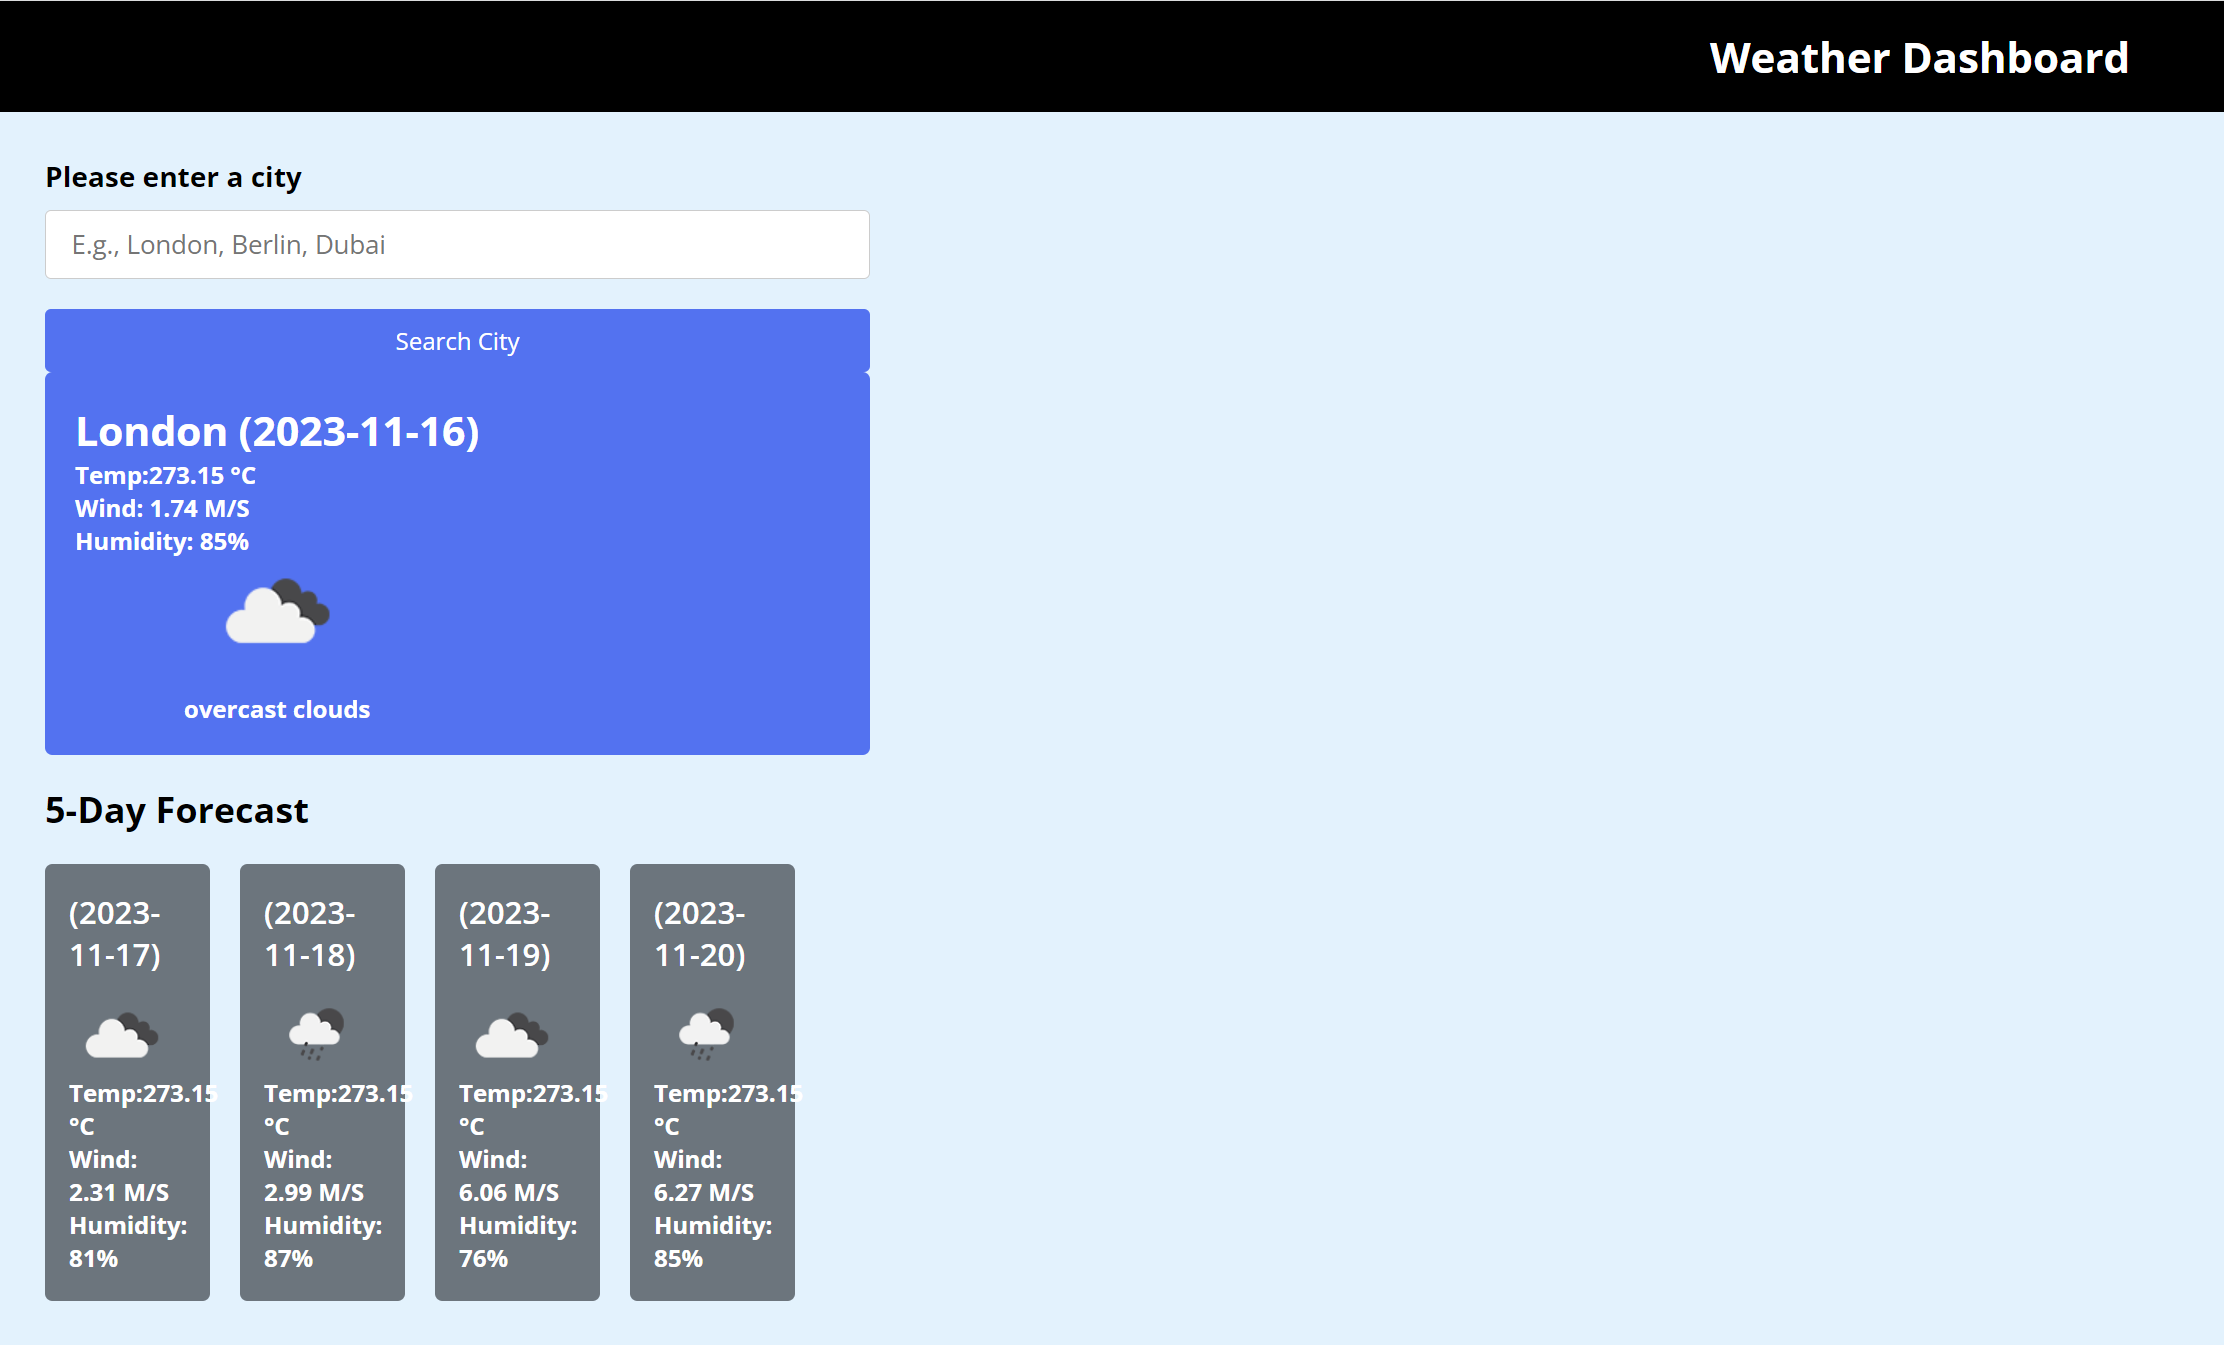 Weather Dashboard
Please enter a city
E.g., London, Berlin, Dubai
Search City
London (2023-11-16)
Temp:273.15 °C
Wind: 1.74 M/S
Humidity: 85%
overcast clouds
5-Day Forecast
(2023-
11-17)
Temp:273.15
°C
Wind:
2.31 M/S
Humidity:
81%
(2023-
11-18)
Temp:273.15
°C
Wind:
2.99 M/S
Humidity:
87%
(2023-
11-19)
Temp:273.15
°C
Wind:
6.06 M/S
Humidity:
76%
(2023-
11-20)
Temp:273.15
°C
Wind:
6.27 M/S
Humidity:
85%